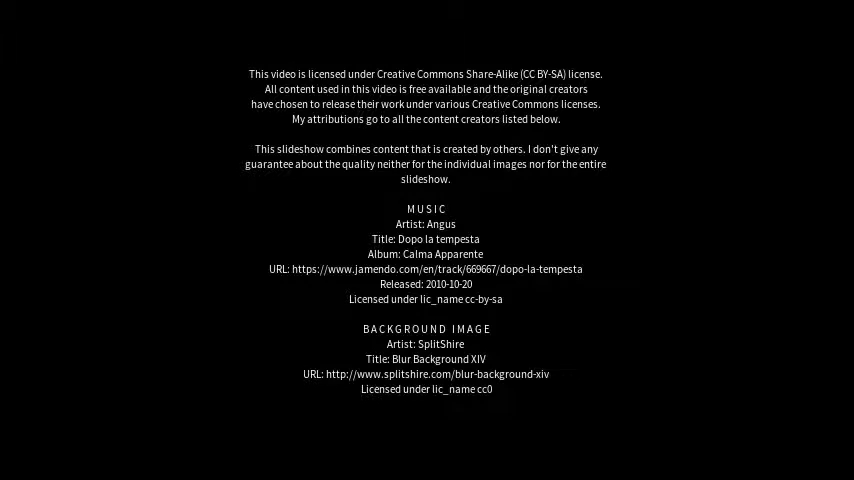 This video is licensed under Creative Commons Share-Alike (CC BY-SA) license.
All content used in this video is free available and the original creators
have chosen to release their work under various Creative Commons licenses.
My attributions go to all the content creators listed below.
This slideshow combines content that is created by others. I don't give any
guarantee about the quality neither for the individual images nor for the entire
slideshow.
MUSIC
Artist: Angus
Title: Dopo la tempesta
Album: Calma Apparente
URL: https://www.jamendo.com/en/track/669667/dopo-la-tempesta
Released: 2010-10-20
Licensed under lic_name cc-by-sa
BACKGROUND IMAGE
Artist: SplitShire
Title: Blur Background XIV
URL: http://www.splitshire.com/blur-background-xiv
Licensed under lic_name cc0